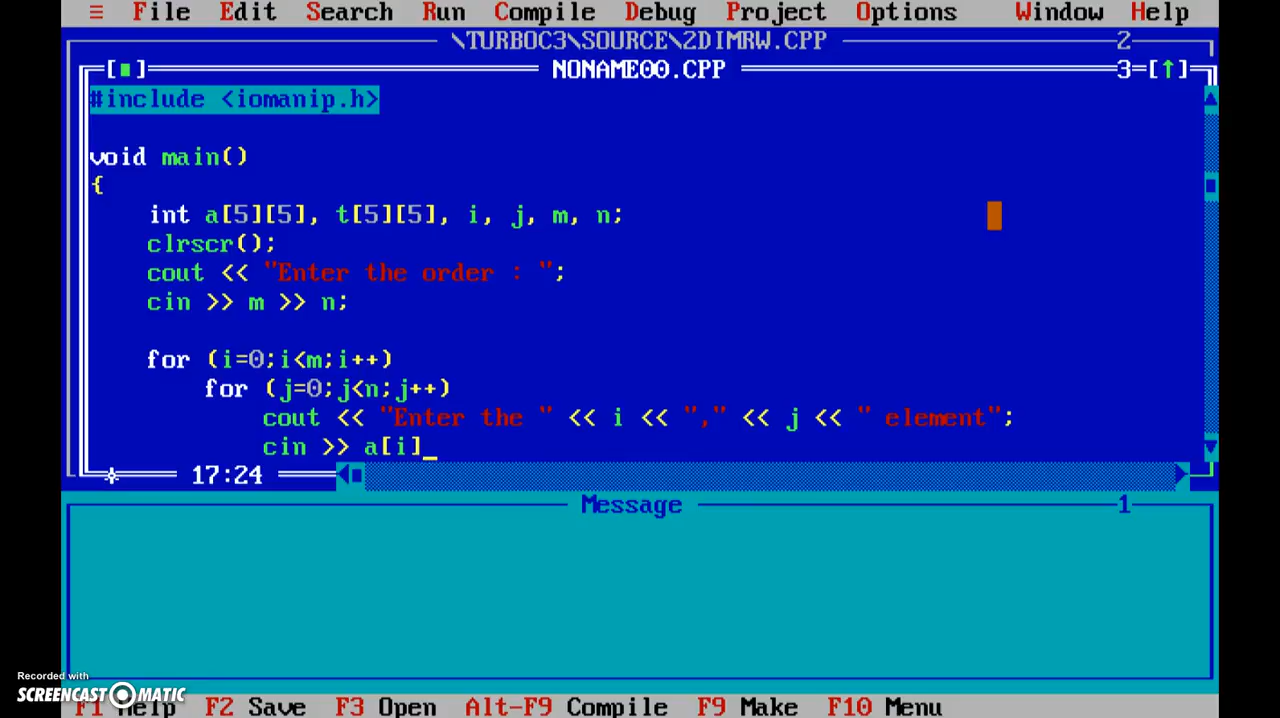 ≡ File Edit Search Run Compile Debug Project Options Window Help
\TURBOC3\SOURCE\2DIMRW.CPP 2
[■] NONAME00.CPP 3=[↑]
#include <iomanip.h>
void main()
{
int a[5][5], t[5][5], i, j, m, n;
clrscr();
cout << "Enter the order : ";
cin >> m >> n;
for (i=0;i<m;i++)
for (j=0;j<n;j++)
cout << "Enter the " << i << "," << j << " element";
cin >> a[i]_
17:24
Message 1
Recorded with
SCREENCAST MATIC
F1 Help F2 Save F3 Open Alt-F9 Compile F9 Make F10 Menu